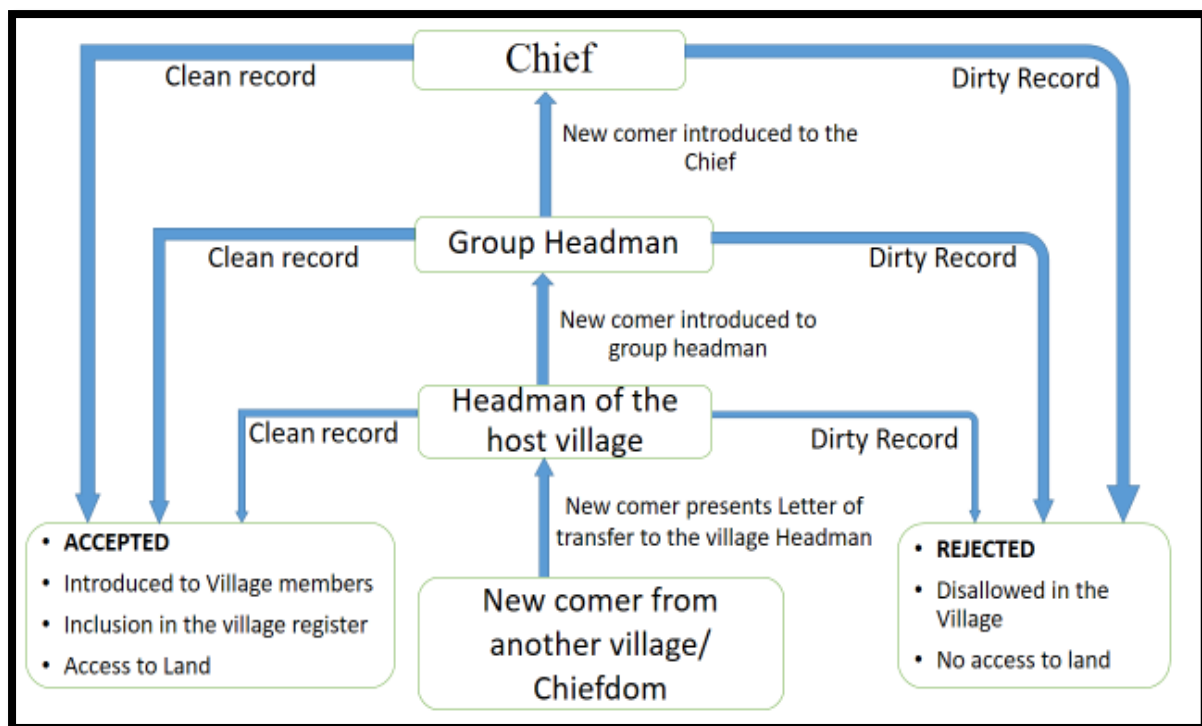 Chief
Clean record
Dirty Record
New comer introduced to the
Chief
Group Headman
Clean record
Dirty Record
New comer introduced to
group headman
Headman of the
host village
Clean record
Dirty Record
New comer presents Letter of
transfer to the village Headman
• ACCEPTED
• Introduced to Village members
• Inclusion in the village register
• Access to Land
New comer from
another village/
Chiefdom
• REJECTED
• Disallowed in the
Village
• No access to land